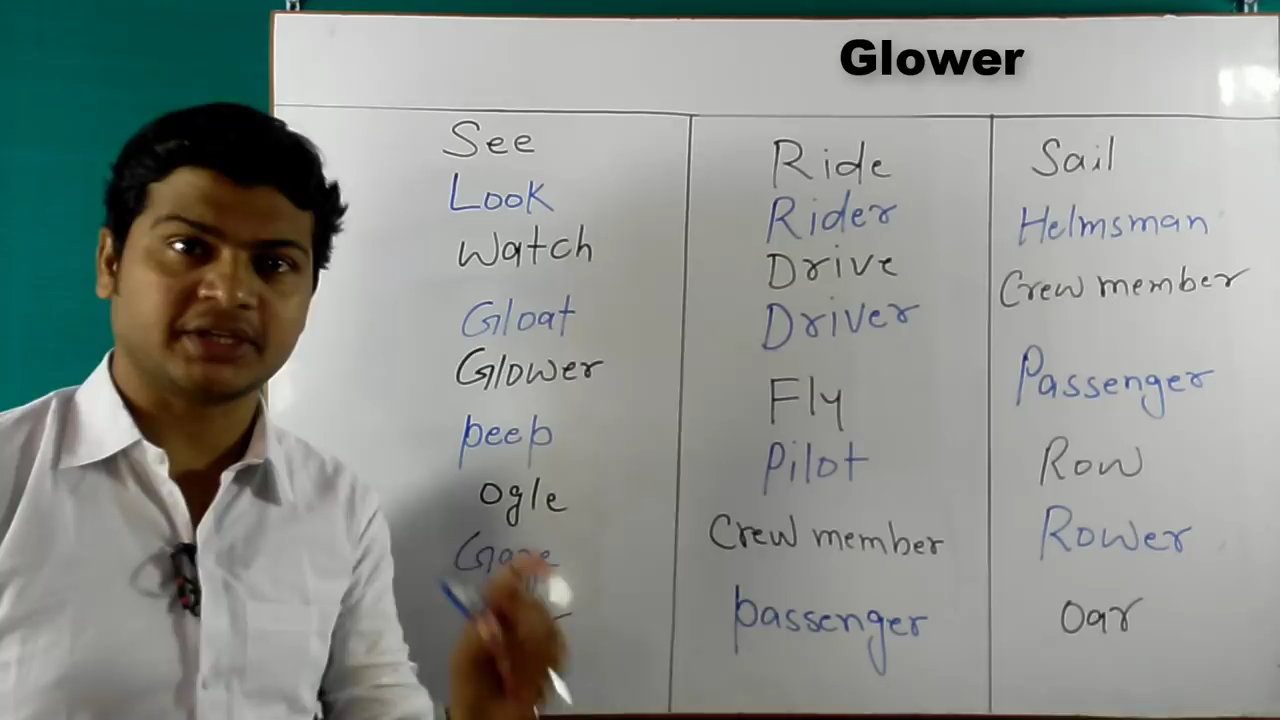 Glower
See
Look
Watch
Gloat
Glower
peep
Ogle
Gaze
Ride
Rider
Drive
Driver
Fly
Pilot
Crew member
passenger
Sail
Helmsman
Crew member
Passenger
Row
Rower
Oar